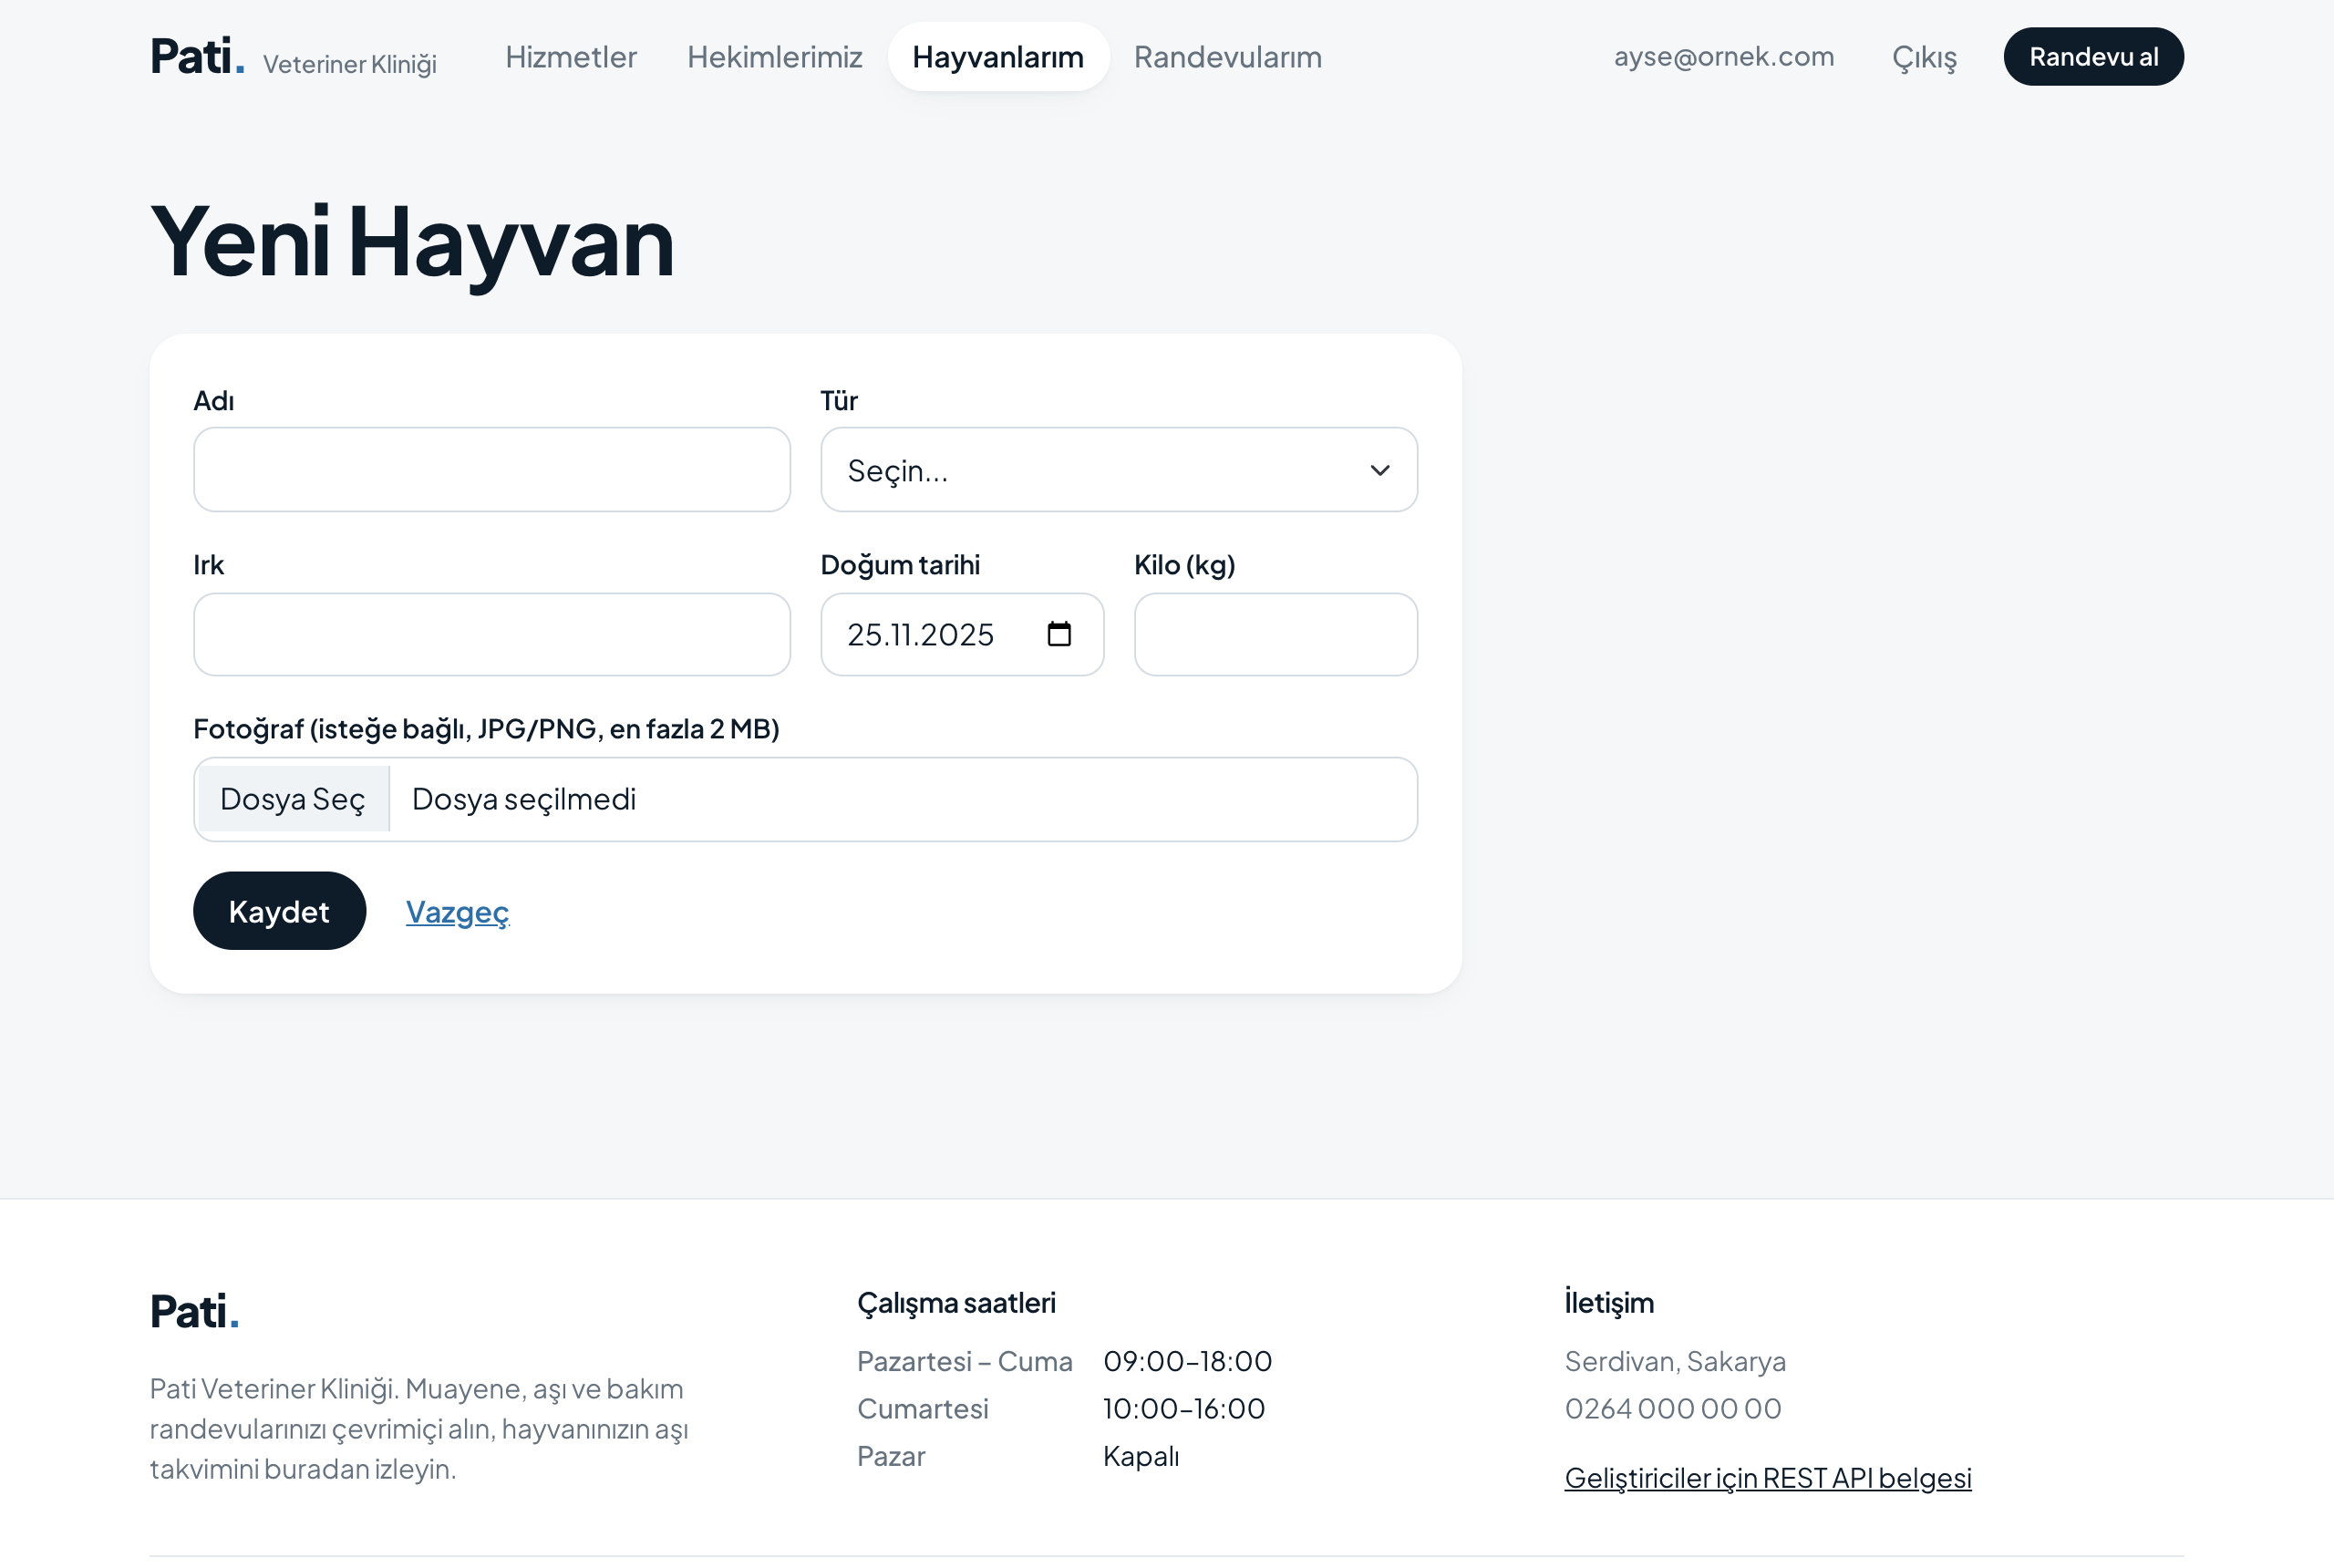 Pati. Veteriner Kliniği Hizmetler Hekimlerimiz Hayvanlarım Randevularım ayse@ornek.com Çıkış Randevu al
Yeni Hayvan
Adı Tür
Seçin...
Irk Doğum tarihi Kilo (kg)
25.11.2025
Fotoğraf (isteğe bağlı, JPG/PNG, en fazla 2 MB)
Dosya Seç Dosya seçilmedi
Kaydet Vazgeç
Pati.
Pati Veteriner Kliniği. Muayene, aşı ve bakım
randevularınızı çevrimiçi alın, hayvanınızın aşı
takvimini buradan izleyin.
Çalışma saatleri
Pazartesi – Cuma 09:00–18:00
Cumartesi 10:00–16:00
Pazar Kapalı
İletişim
Serdivan, Sakarya
0264 000 00 00
Geliştiriciler için REST API belgesi